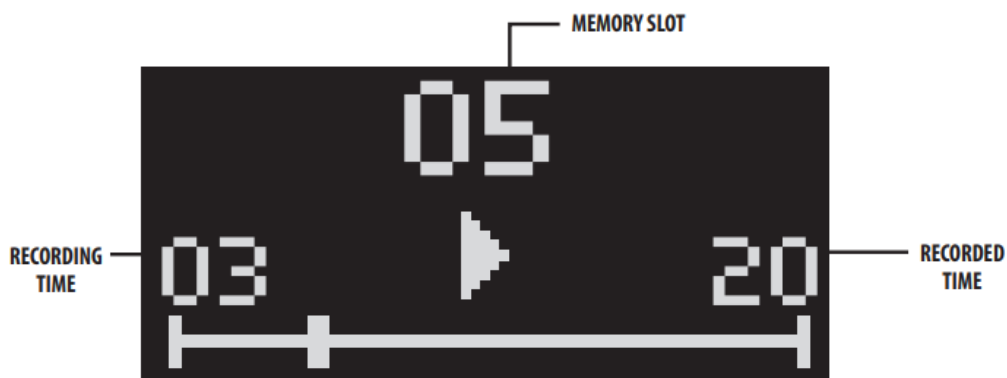 MEMORY SLOT
05
RECORDING
TIME
03
20
RECORDED
TIME